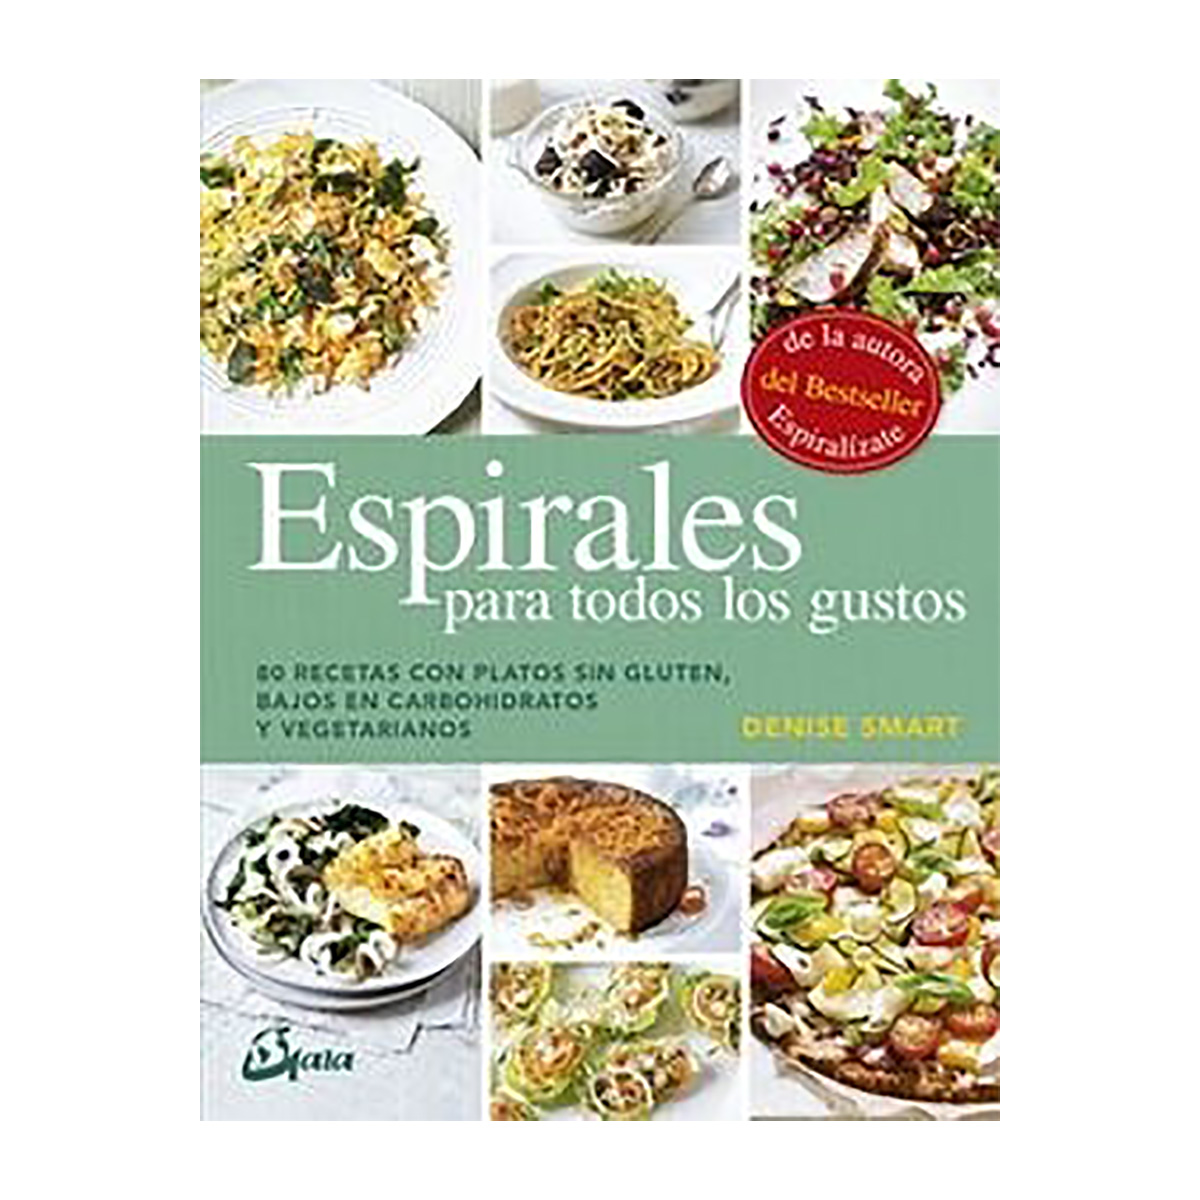 de la autora
del Bestseller
Espiralízate
Espirales
para todos los gustos
80 RECETAS CON PLATOS SIN GLUTEN,
BAJOS EN CARBOHIDRATOS
Y VEGETARIANOS
DENISE SMART
Gaia